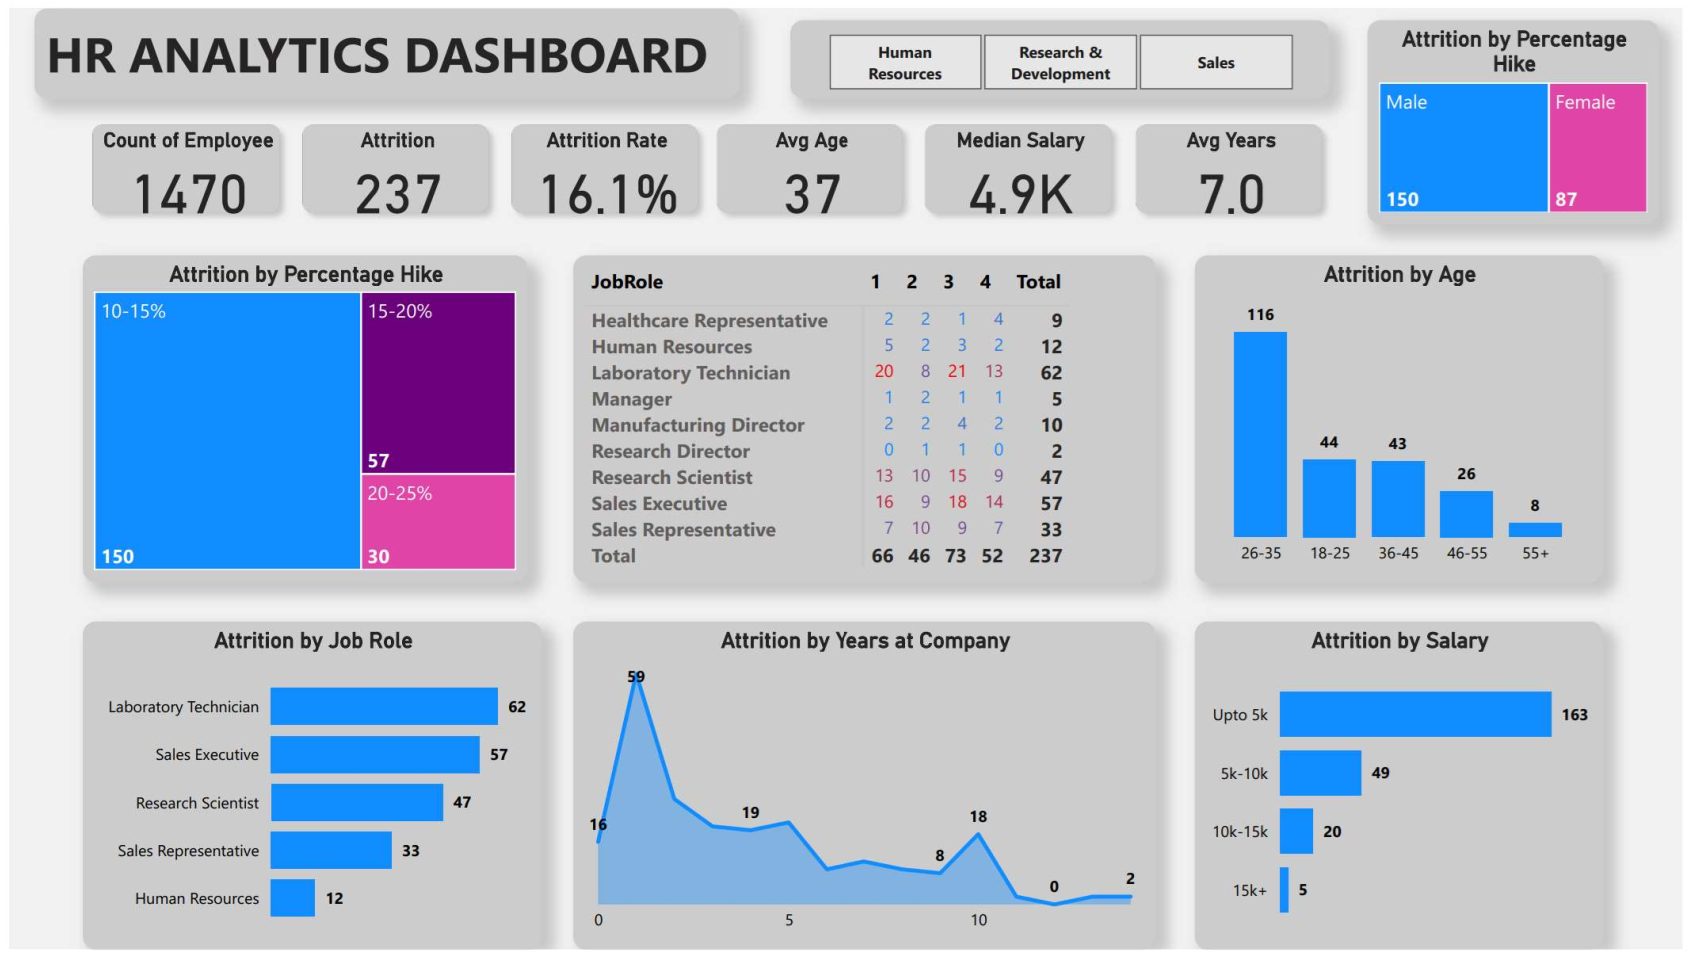 HR ANALYTICS DASHBOARD
Human
Resources
Research &
Development
Sales
Attrition by Percentage
Hike
Male
Female
150
87
Count of Employee
1470
Attrition
237
Attrition Rate
16.1%
Avg Age
37
Median Salary
4.9K
Avg Years
7.0
Attrition by Percentage Hike
10-15%
150
15-20%
57
20-25%
30
JobRole 1 2 3 4 Total
Healthcare Representative 2 2 1 4 9
Human Resources 5 2 3 2 12
Laboratory Technician 20 8 21 13 62
Manager 1 2 1 1 5
Manufacturing Director 2 2 4 2 10
Research Director 0 1 1 0 2
Research Scientist 13 10 15 9 47
Sales Executive 16 9 18 14 57
Sales Representative 7 10 9 7 33
Total 66 46 73 52 237
Attrition by Age
116
44
43
26
8
26-35 18-25 36-45 46-55 55+
Attrition by Job Role
Laboratory Technician 62
Sales Executive 57
Research Scientist 47
Sales Representative 33
Human Resources 12
Attrition by Years at Company
59
16
19
8
18
0
2
0 5 10
Attrition by Salary
Upto 5k 163
5k-10k 49
10k-15k 20
15k+ 5